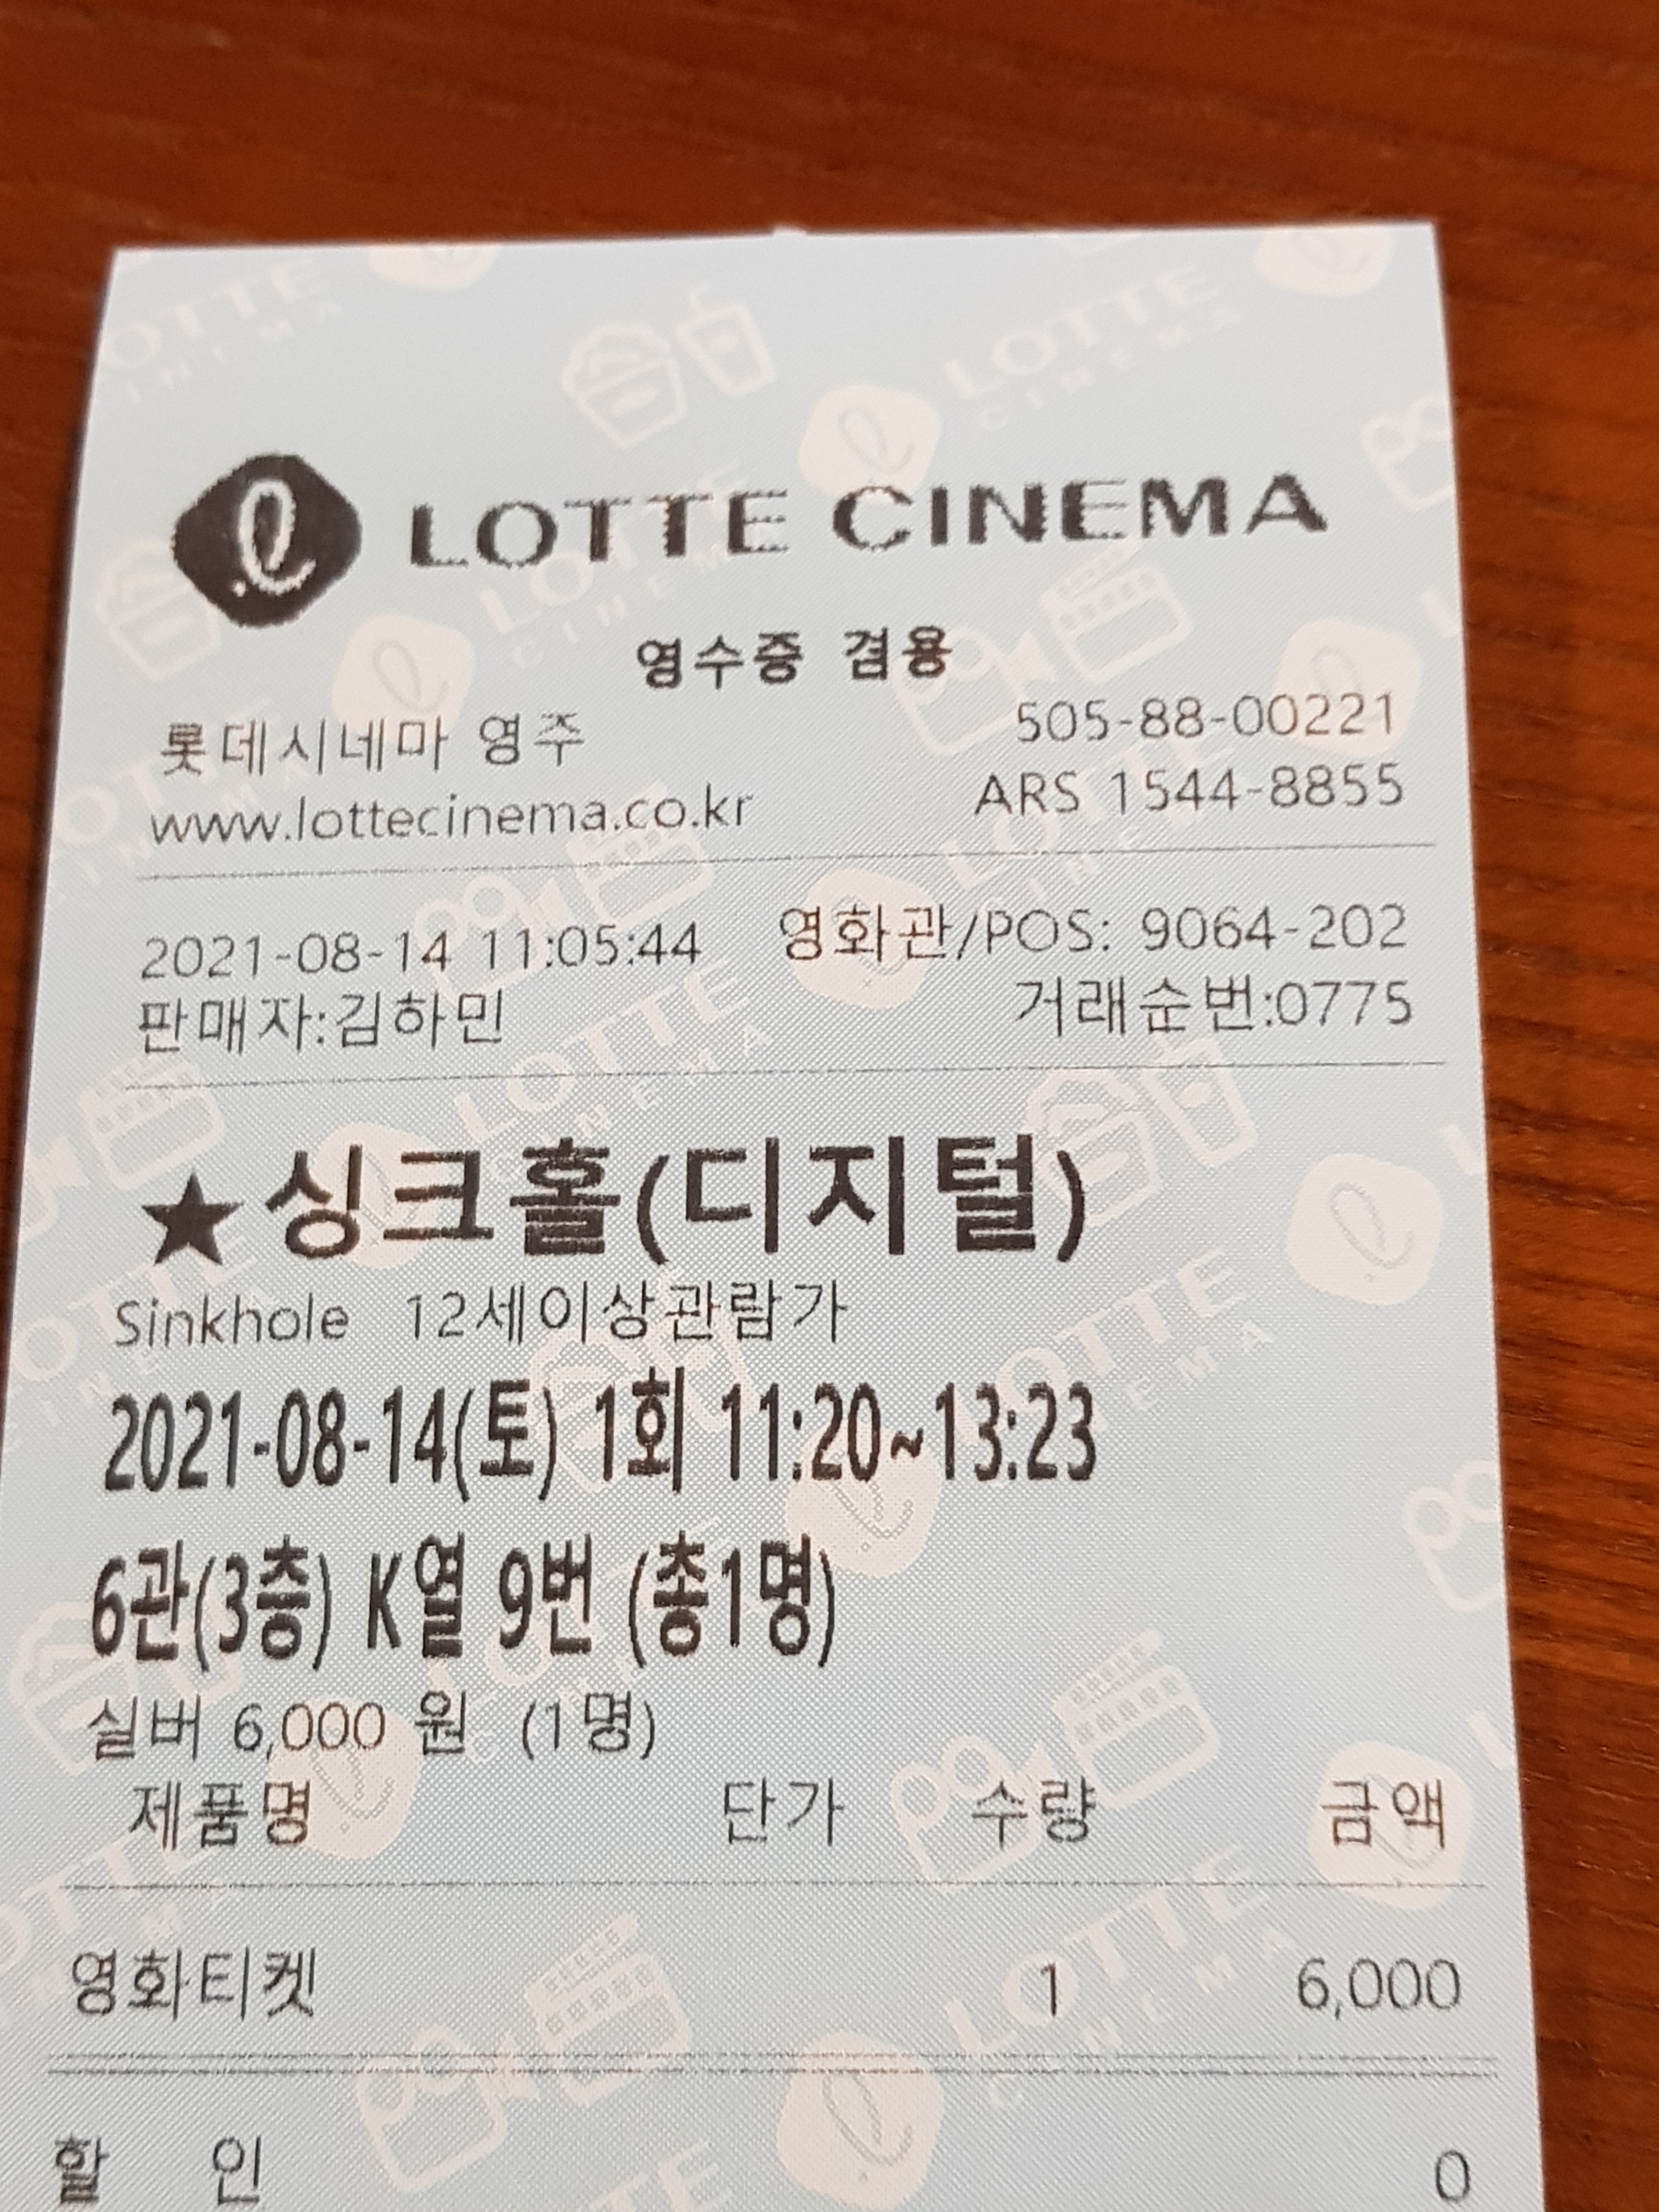 LOTTE CINEMA
영수증 겸용
롯데시네마 영주 505-88-00221
www.lottecinema.co.kr ARS 1544-8855
2021-08-14 11:05:44 영화관/POS: 9064-202
판매자:김하민 거래순번:0775
★싱크홀(디지털)
Sinkhole 12세이상관람가
2021-08-14(토) 1회 11:20~13:23
6관(3층) K열 9번 (총1명)
실버 6,000 원 (1명)
제품명 단가 수량 금액
영화티켓 1 6,000
할 인 0